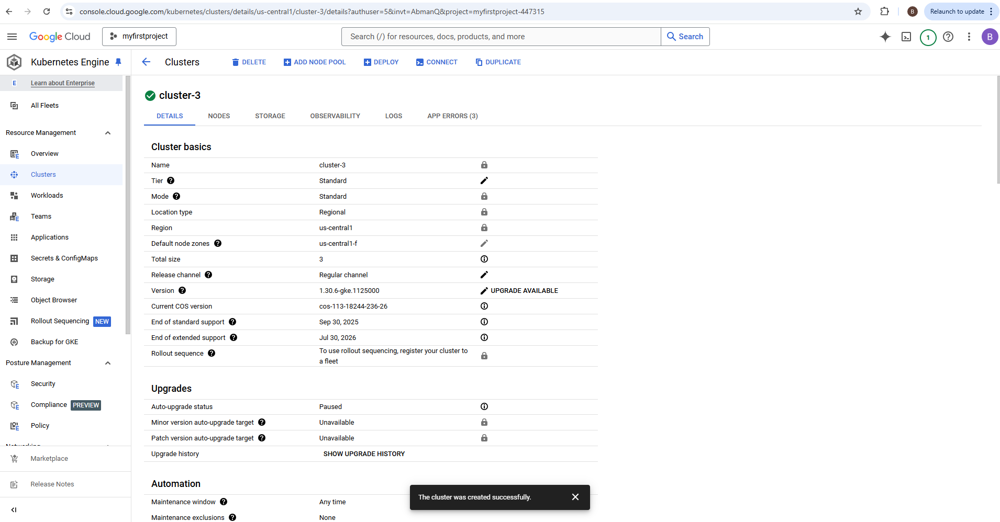 console.cloud.google.com/kubernetes/clusters/details/us-central1/cluster-3/details?authuser=5&invt=AbmanQ&project=myfirstproject-447315
B
Relaunch to update
Google Cloud
myfirstproject
Search (/) for resources, docs, products, and more
Search
1
B
Kubernetes Engine
Clusters
DELETE
ADD NODE POOL
DEPLOY
CONNECT
DUPLICATE
E
Learn about Enterprise
All Fleets
Resource Management
Overview
Clusters
Workloads
Teams
Applications
Secrets & ConfigMaps
Storage
Object Browser
Rollout Sequencing NEW
Backup for GKE
Posture Management
Security
Compliance PREVIEW
Policy
Networking
Marketplace
Release Notes
cluster-3
DETAILS
NODES
STORAGE
OBSERVABILITY
LOGS
APP ERRORS (3)
Cluster basics
Name cluster-3
Tier Standard
Mode Standard
Location type Regional
Region us-central1
Default node zones us-central1-f
Total size 3
Release channel Regular channel
Version 1.30.6-gke.1125000 UPGRADE AVAILABLE
Current COS version cos-113-18244-236-26
End of standard support Sep 30, 2025
End of extended support Jul 30, 2026
Rollout sequence To use rollout sequencing, register your cluster to
a fleet
Upgrades
Auto-upgrade status Paused
Minor version auto-upgrade target Unavailable
Patch version auto-upgrade target Unavailable
Upgrade history SHOW UPGRADE HISTORY
Automation
Maintenance window Any time
Maintenance exclusions None
The cluster was created successfully.